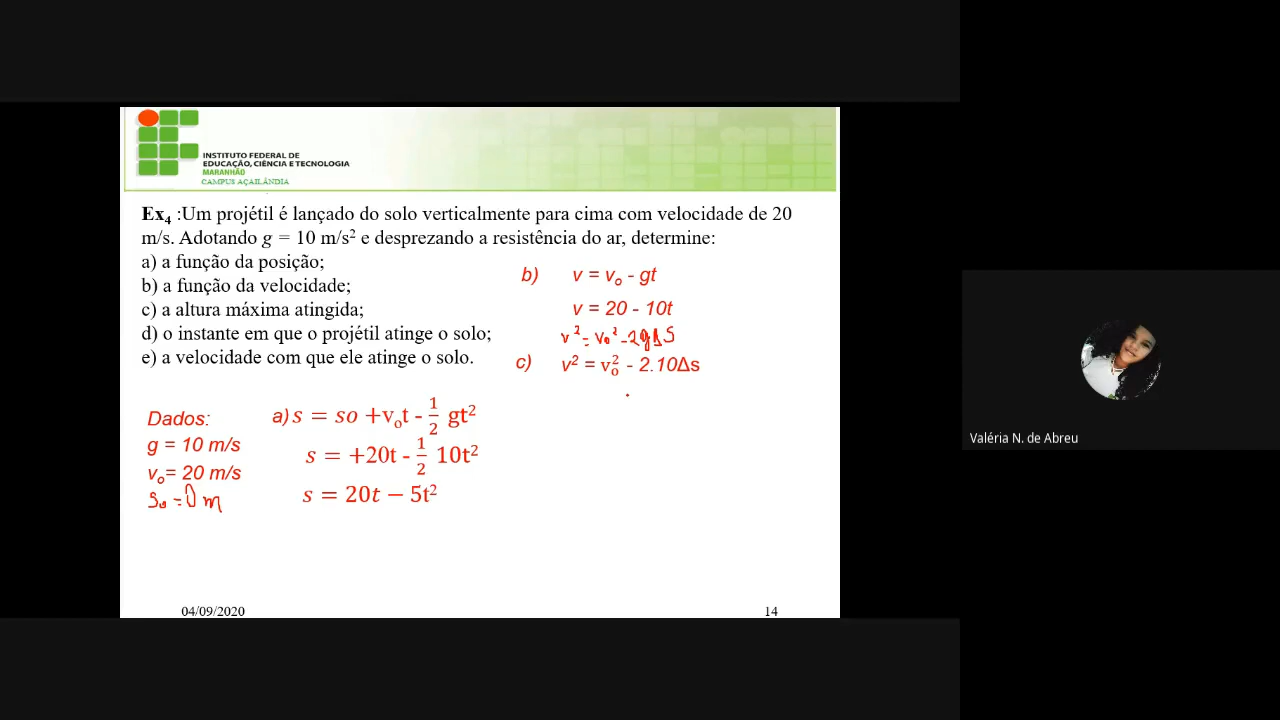 INSTITUTO FEDERAL DE
EDUCAÇÃO, CIÊNCIA E TECNOLOGIA
MARANHÃO
CAMPUS AÇAILÂNDIA
Ex₄ :Um projétil é lançado do solo verticalmente para cima com velocidade de 20
m/s. Adotando g = 10 m/s² e desprezando a resistência do ar, determine:
a) a função da posição;
b) a função da velocidade;
c) a altura máxima atingida;
d) o instante em que o projétil atinge o solo;
e) a velocidade com que ele atinge o solo.
b) v = vₒ - gt
v = 20 - 10t
v² = v₀² - 2gΔS
c) v² = vₒ² - 2.10Δs
Dados:
g = 10 m/s
vₒ= 20 m/s
S₀ = 0 m
a) s = so +vₒt - 1/2 gt²
s = +20t - 1/2 10t²
s = 20t − 5t²
04/09/2020
14
Valéria N. de Abreu